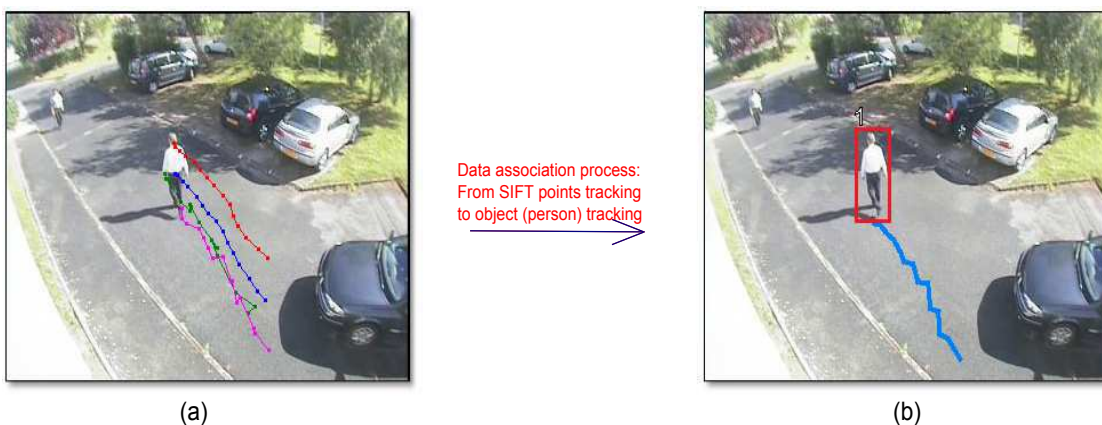 1
Data association process:
From SIFT points tracking
to object (person) tracking
(a)
(b)